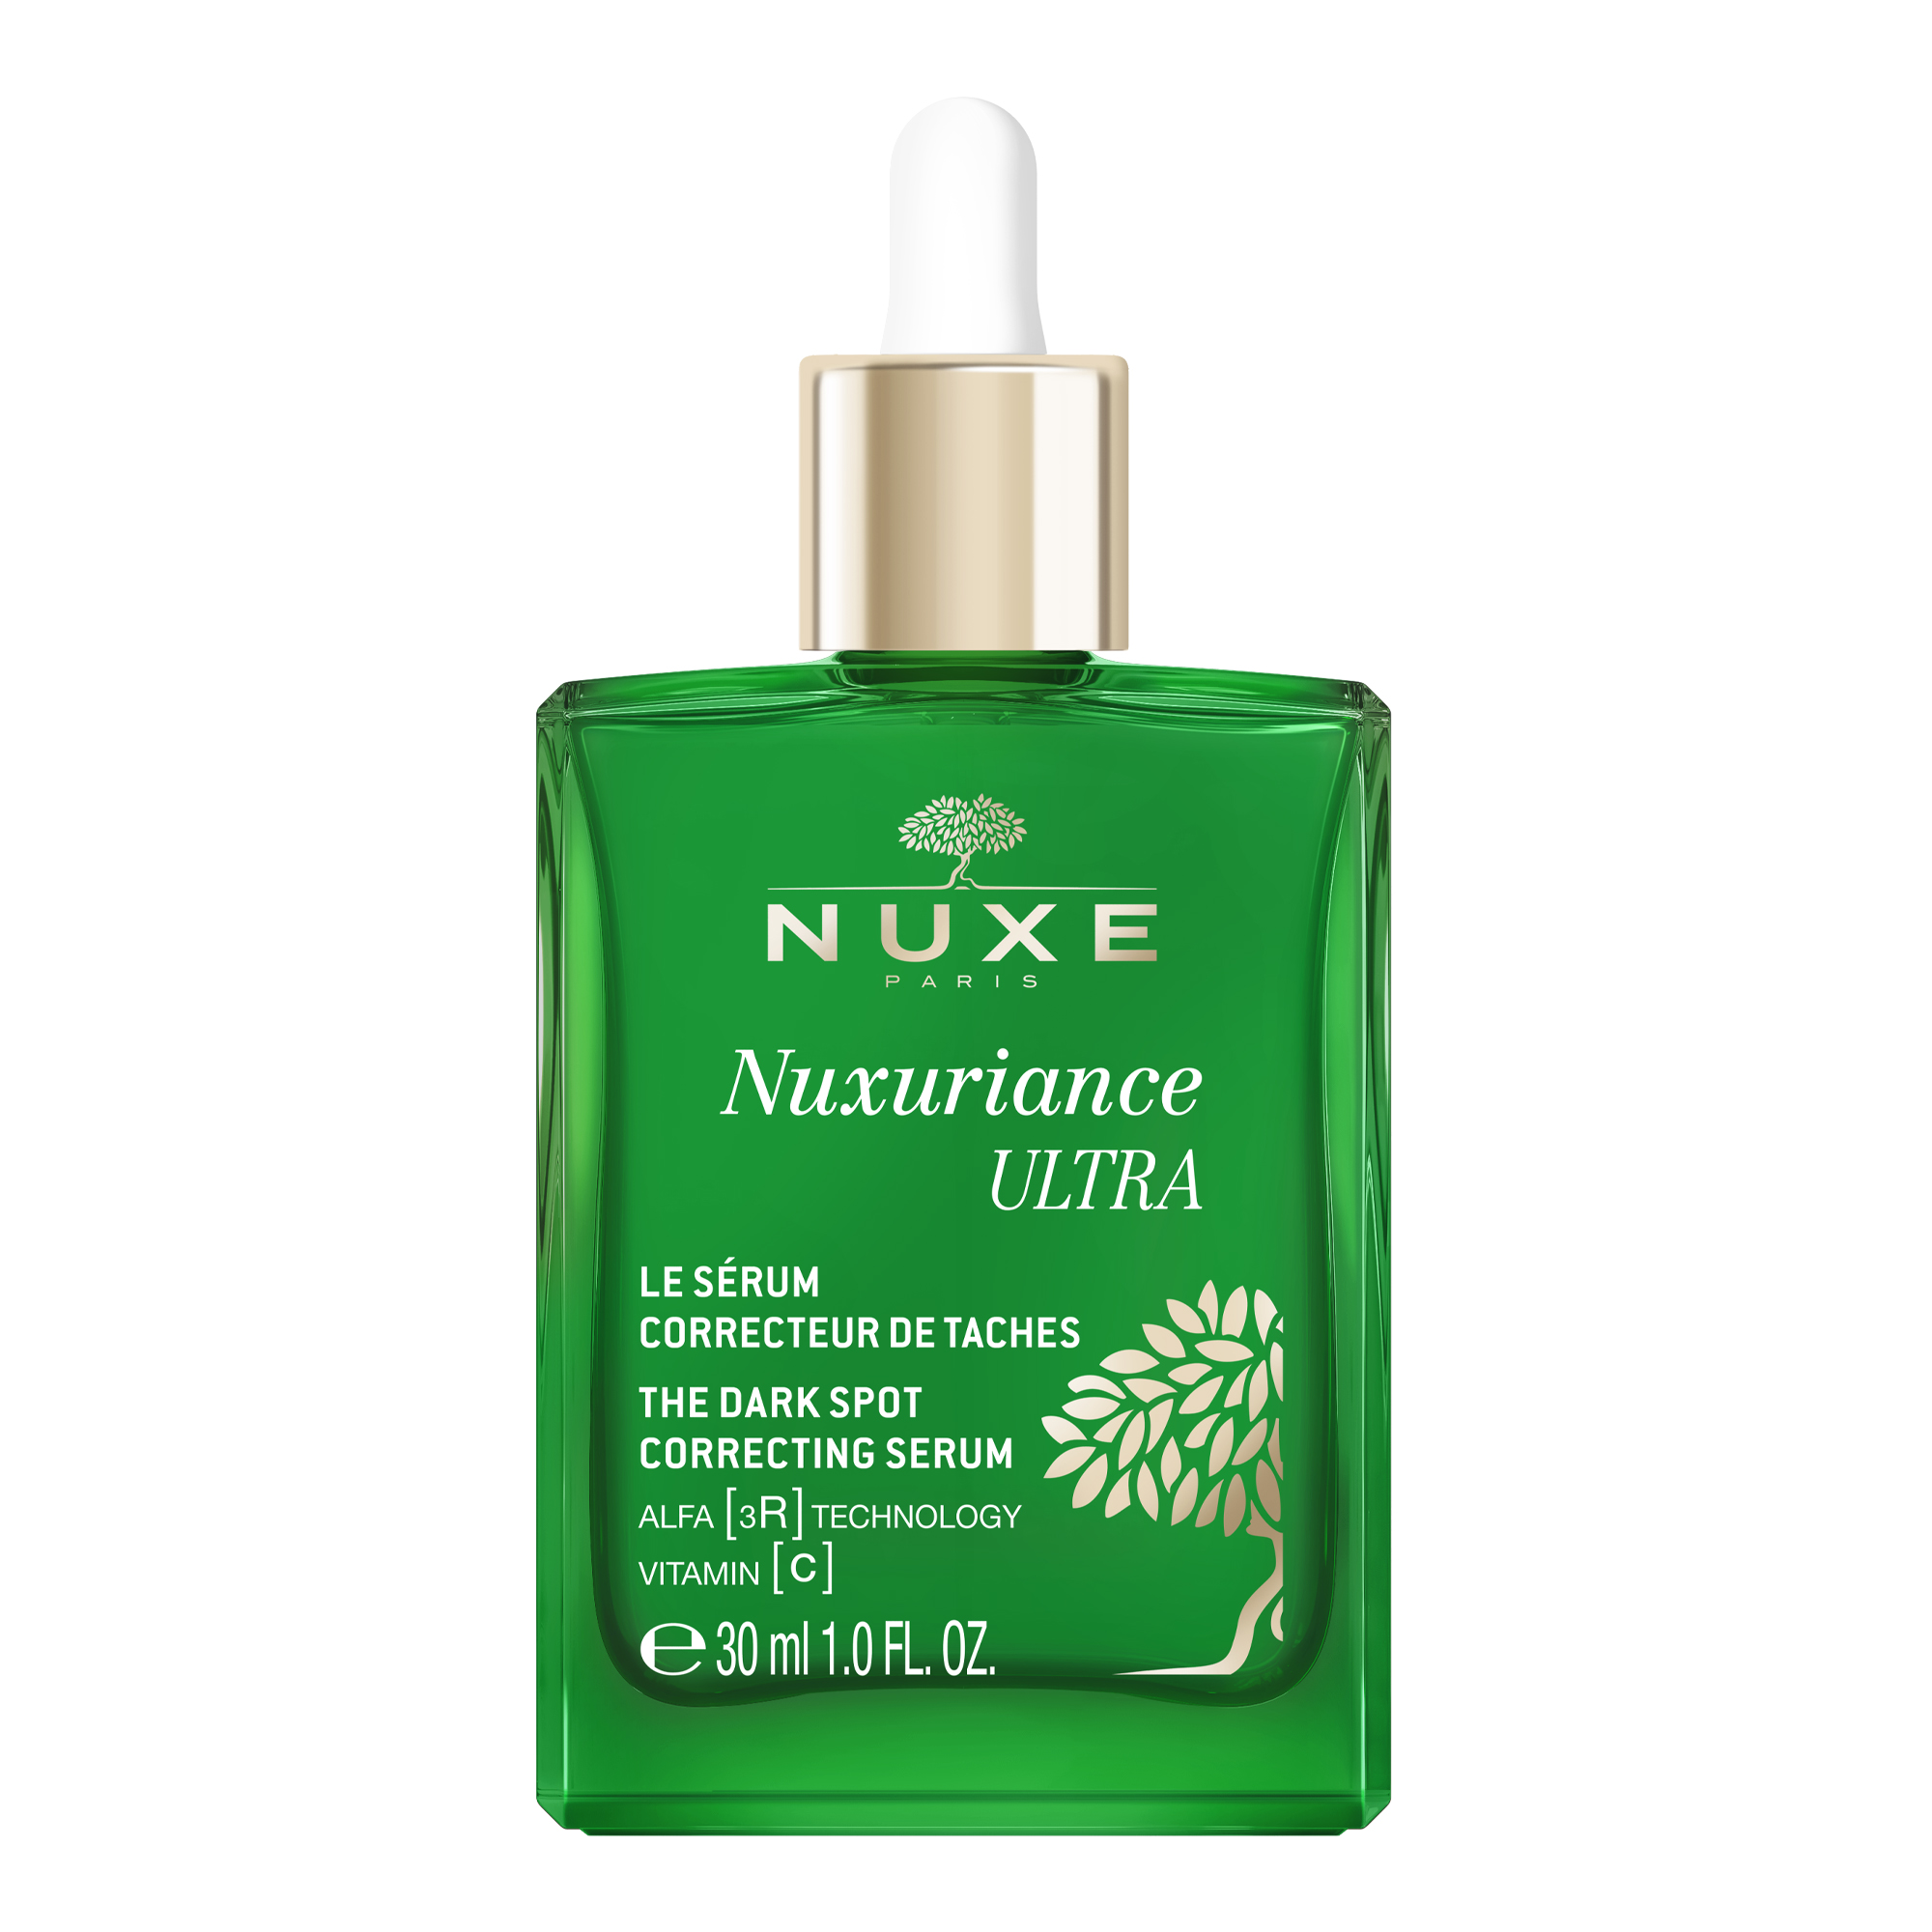 NUXE
PARIS
Nuxuriance
ULTRA
LE SÉRUM
CORRECTEUR DE TACHES
THE DARK SPOT
CORRECTING SERUM
ALFA [3R] TECHNOLOGY
VITAMIN [C]
℮ 30 ml 1.0 FL. OZ.